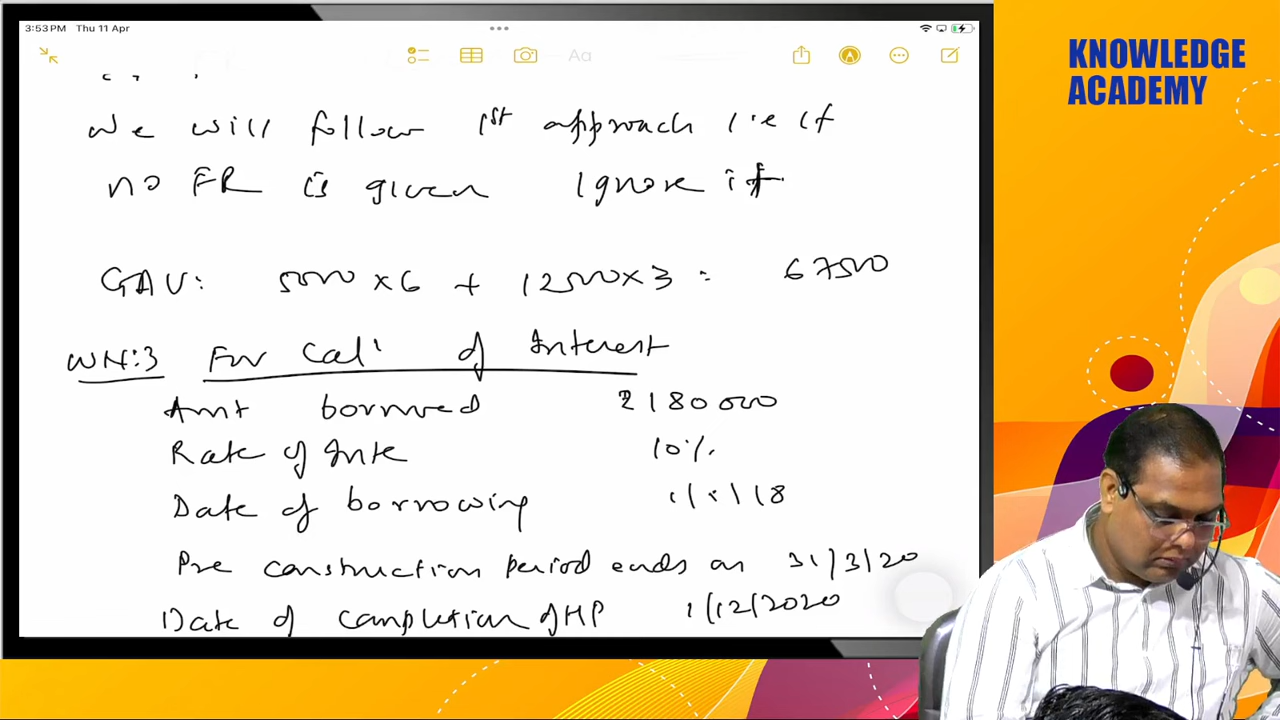 3:53 PM Thu 11 Apr
Aa
KNOWLEDGE
ACADEMY
We will follow 1st approach i.e if
no FR is given ignore it
GAV: 5000 x 6 + 12500 x 3 = 67500
WN:3 For Cal' of Interest
Amt borrowed ₹ 180000
Rate of Inte 10%
Date of borrowing 1/1/18
Pre construction period ends on 31/3/20
Date of completion of HP 1/12/2020